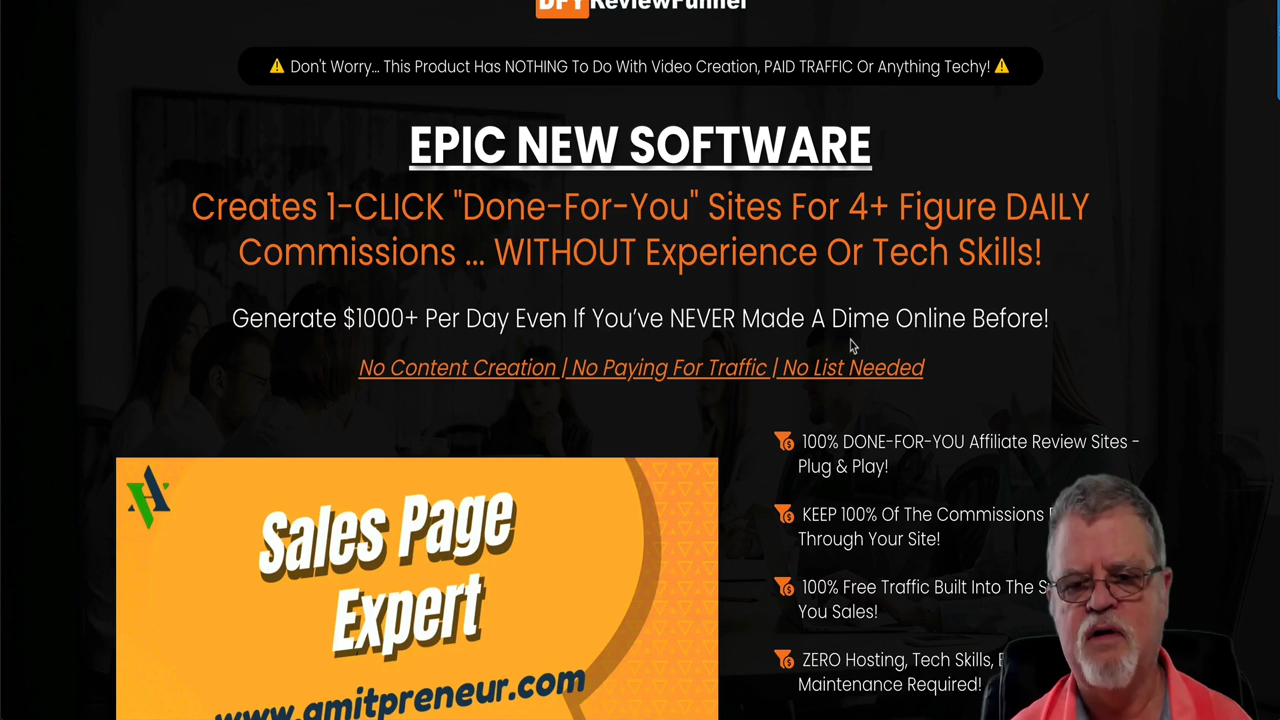 DFYReviewFunnel
⚠ Don't Worry... This Product Has NOTHING To Do With Video Creation, PAID TRAFFIC Or Anything Techy! ⚠
EPIC NEW SOFTWARE
Creates 1-CLICK "Done-For-You" Sites For 4+ Figure DAILY
Commissions ... WITHOUT Experience Or Tech Skills!
Generate $1000+ Per Day Even If You've NEVER Made A Dime Online Before!
No Content Creation | No Paying For Traffic | No List Needed
Sales Page
Expert
www.amitpreneur.com
100% DONE-FOR-YOU Affiliate Review Sites -
Plug & Play!
KEEP 100% Of The Commissions
Through Your Site!
100% Free Traffic Built Into The
You Sales!
ZERO Hosting, Tech Skills,
Maintenance Required!